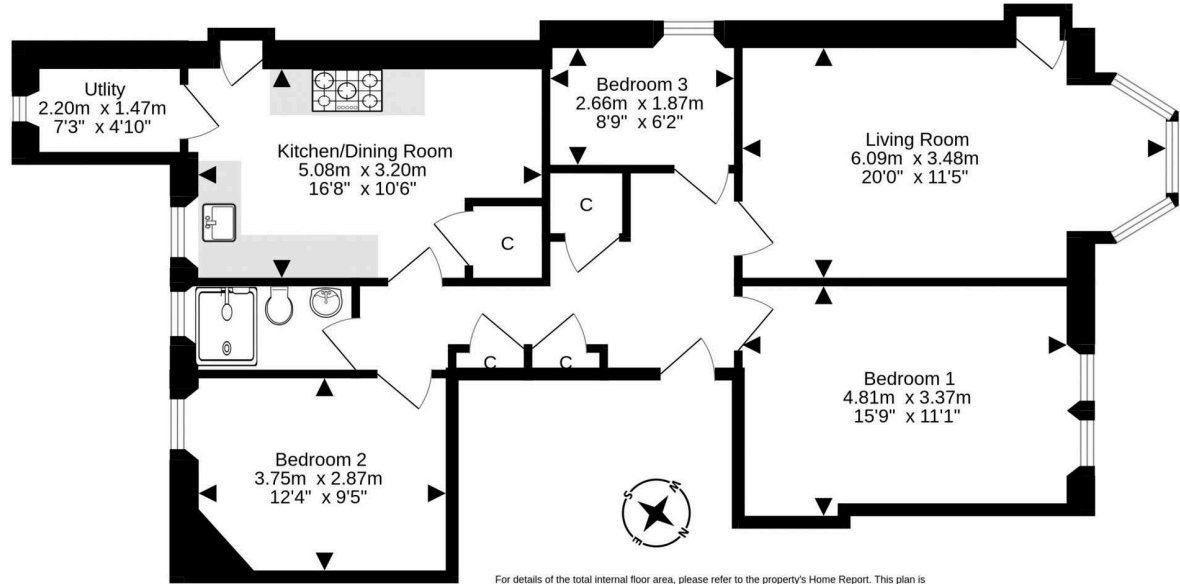 Utlity
2.20m x 1.47m
7'3" x 4'10"
Kitchen/Dining Room
5.08m x 3.20m
16'8" x 10'6"
Bedroom 3
2.66m x 1.87m
8'9" x 6'2"
Living Room
6.09m x 3.48m
20'0" x 11'5"
C
C
C
C
Bedroom 1
4.81m x 3.37m
15'9" x 11'1"
Bedroom 2
3.75m x 2.87m
12'4" x 9'5"
S
W
E
N
For details of the total internal floor area, please refer to the property's Home Report. This plan is